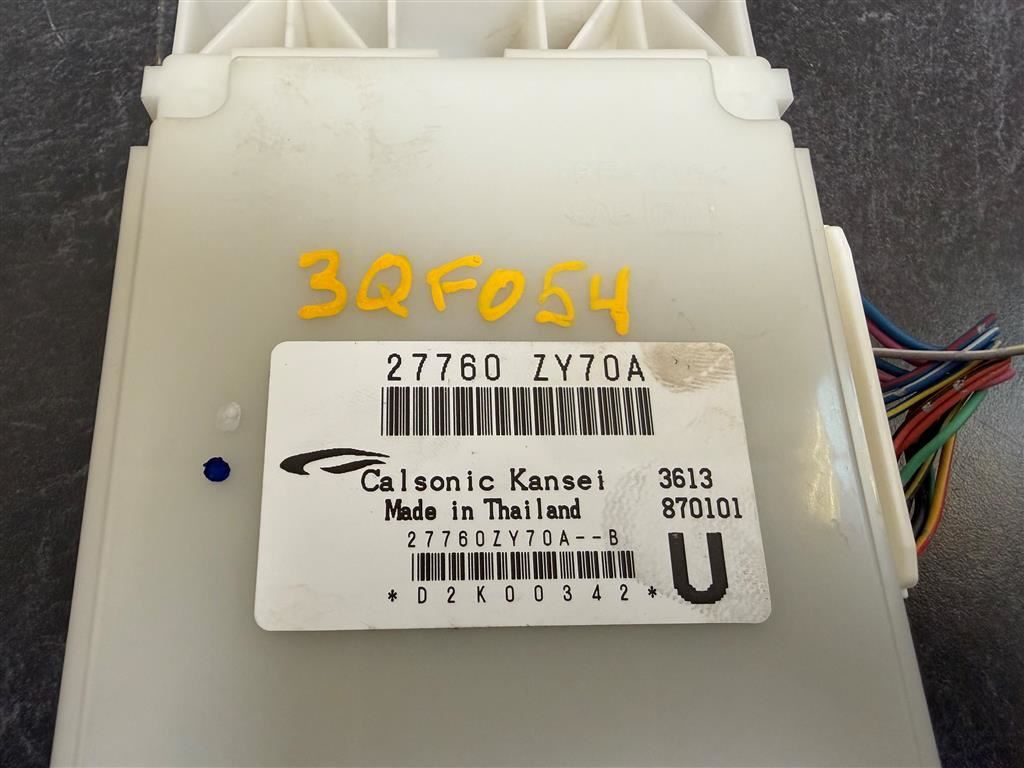 3QF054
27760 ZY70A
Calsonic Kansei 3613
Made in Thailand 870101
27760ZY70A--B
*D2K00342*
U